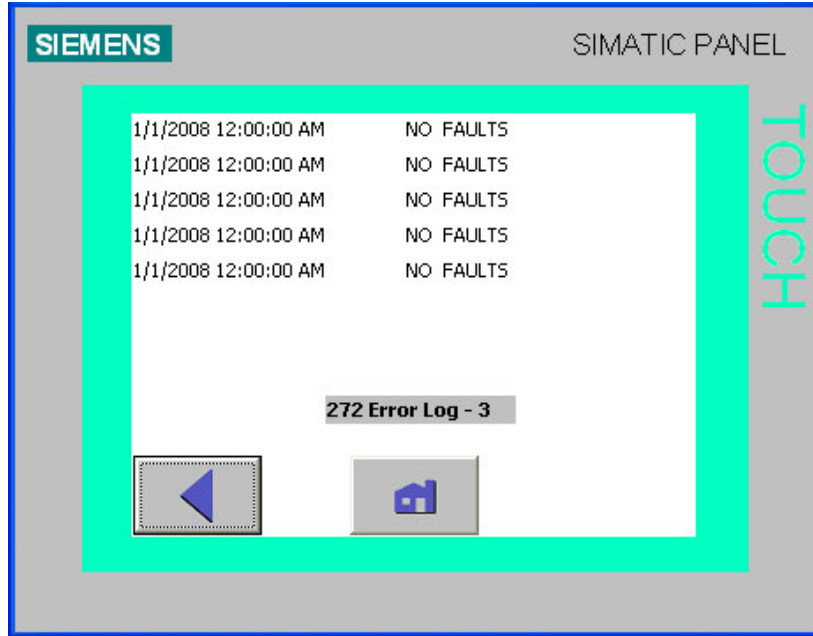 SIEMENS
SIMATIC PANEL
TOUCH
1/1/2008 12:00:00 AM NO FAULTS
1/1/2008 12:00:00 AM NO FAULTS
1/1/2008 12:00:00 AM NO FAULTS
1/1/2008 12:00:00 AM NO FAULTS
1/1/2008 12:00:00 AM NO FAULTS
272 Error Log - 3